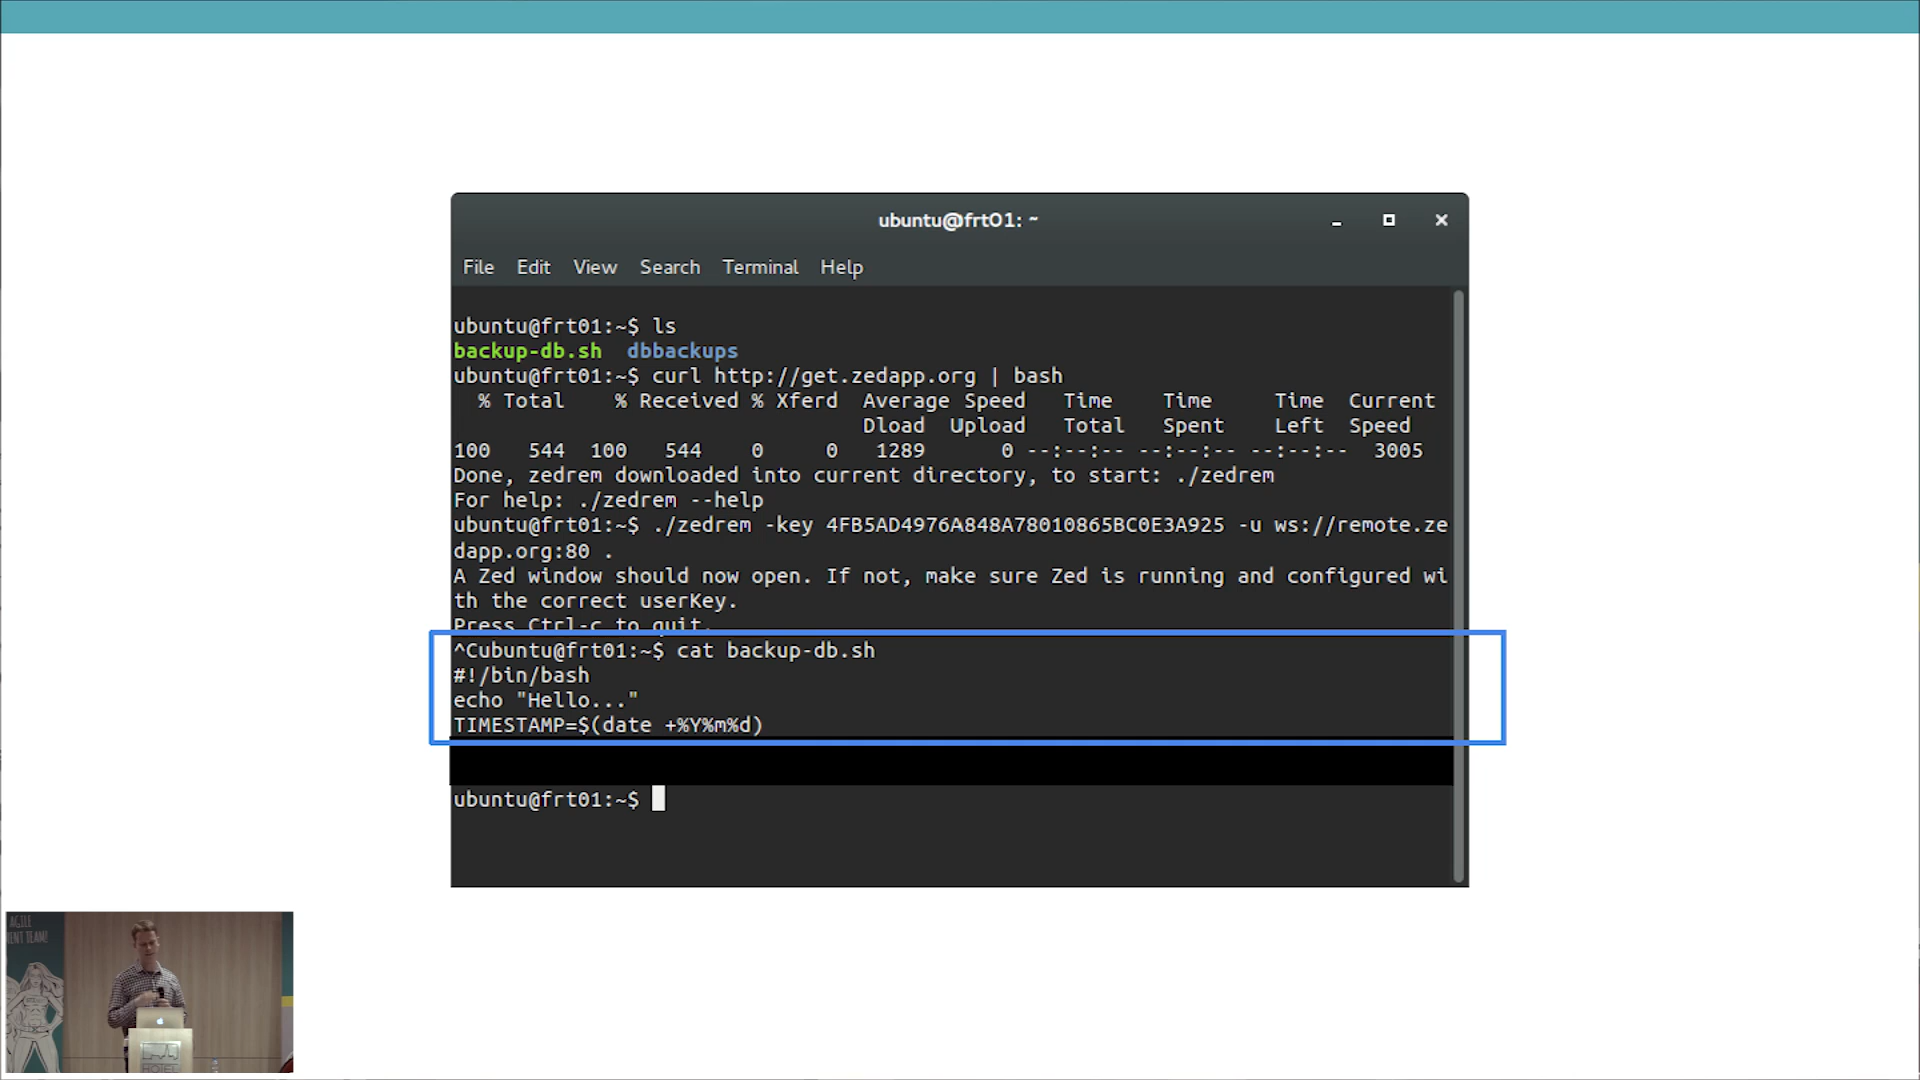 ubuntu@frt01: ~
File Edit View Search Terminal Help
ubuntu@frt01:~$ ls
backup-db.sh dbbackups
ubuntu@frt01:~$ curl http://get.zedapp.org | bash
% Total % Received % Xferd Average Speed Time Time Time Current
Dload Upload Total Spent Left Speed
100 544 100 544 0 0 1289 0 --:--:-- --:--:-- --:--:-- 3005
Done, zedrem downloaded into current directory, to start: ./zedrem
For help: ./zedrem --help
ubuntu@frt01:~$ ./zedrem -key 4FB5AD4976A848A78010865BC0E3A925 -u ws://remote.ze
dapp.org:80 .
A Zed window should now open. If not, make sure Zed is running and configured wi
th the correct userKey.
Press Ctrl-c to quit.
^Cubuntu@frt01:~$ cat backup-db.sh
#!/bin/bash
echo "Hello..."
TIMESTAMP=$(date +%Y%m%d)
ubuntu@frt01:~$
AGILE
ENT TEAM!
HOTEL